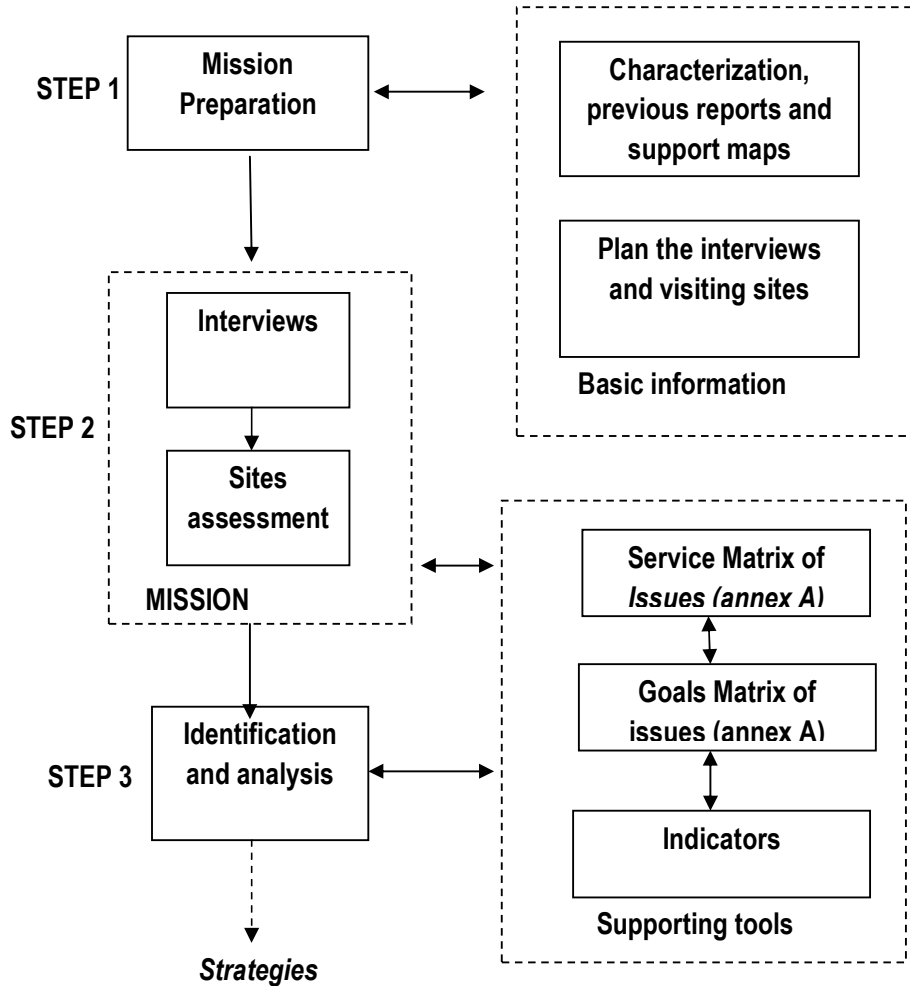 STEP 1
Mission
Preparation
Characterization,
previous reports and
support maps
Plan the interviews
and visiting sites
Basic information
STEP 2
Interviews
Sites
assessment
MISSION
Service Matrix of
Issues (annex A)
Goals Matrix of
issues (annex A)
Indicators
Supporting tools
STEP 3
Identification
and analysis
Strategies